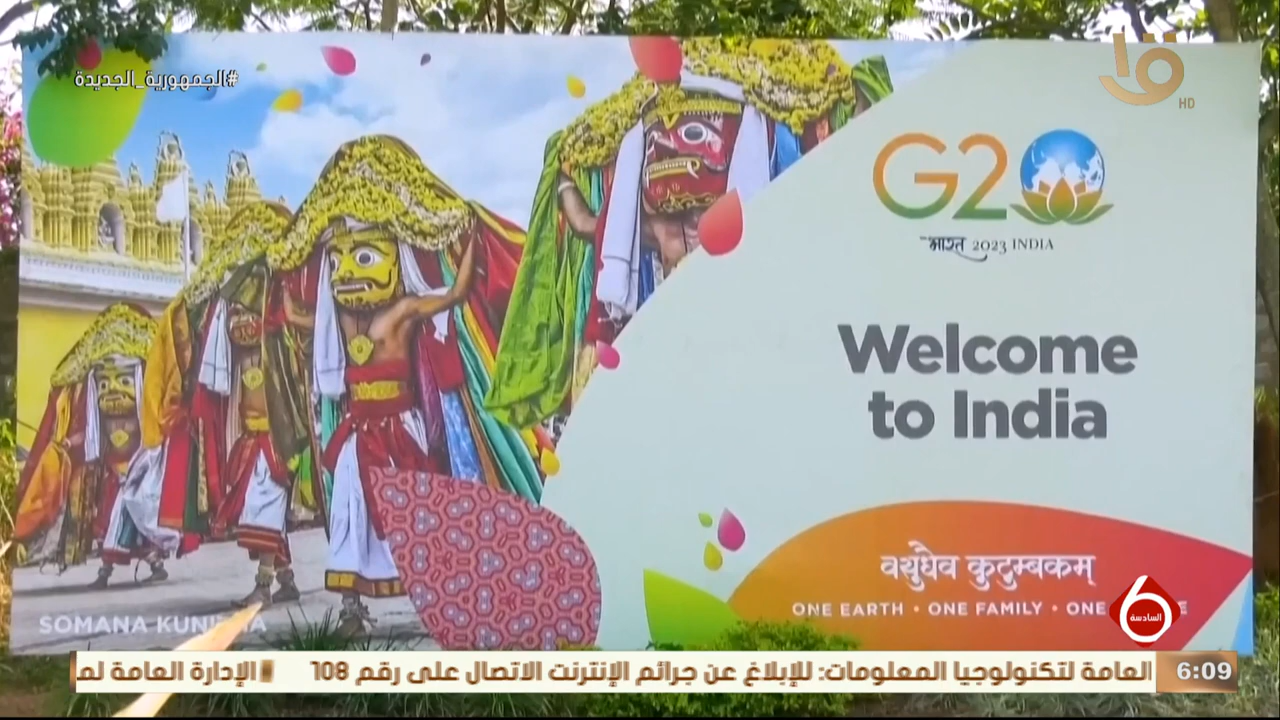 #الجمهورية_الجديدة
HD
G20
भारत 2023 INDIA
Welcome
to India
वसुधैव कुटुम्बकम्
ONE EARTH • ONE FAMILY • ONE
SOMANA
السادسة
6:09
العامة لتكنولوجيا المعلومات: للإبلاغ عن جرائم الإنترنت الاتصال على رقم 108
الإدارة العامة لم